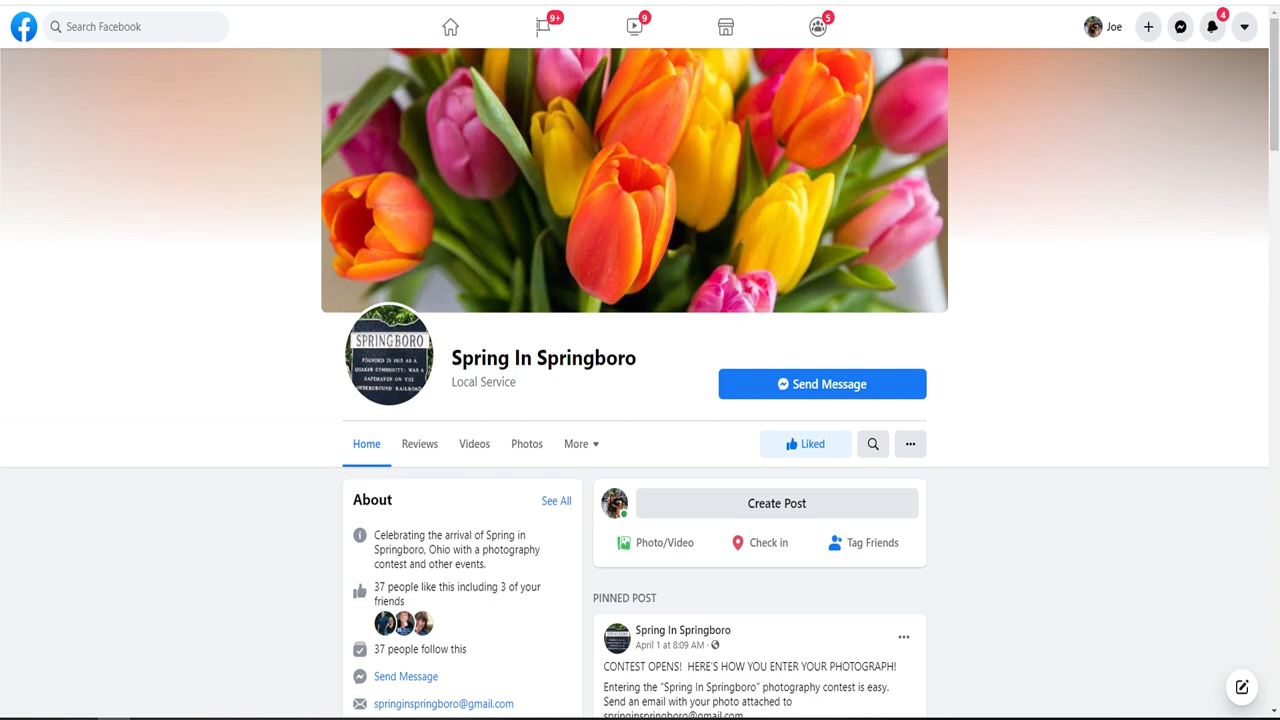 Search Facebook
9+
9
5
Joe
4
SPRINGBORO
FOUNDED IN 1815 AS A
QUAKER COMMUNITY; WAS A
SAFEHAVEN ON THE
UNDERGROUND RAILROAD
Spring In Springboro
Local Service
Send Message
Home
Reviews
Videos
Photos
More
Liked
About
See All
Celebrating the arrival of Spring in
Springboro, Ohio with a photography
contest and other events.
37 people like this including 3 of your
friends
37 people follow this
Send Message
springinspringboro@gmail.com
Create Post
Photo/Video
Check in
Tag Friends
PINNED POST
Spring In Springboro
April 1 at 8:09 AM ·
CONTEST OPENS! HERE'S HOW YOU ENTER YOUR PHOTOGRAPH!
Entering the “Spring In Springboro” photography contest is easy.
Send an email with your photo attached to
springinspringboro@gmail.com